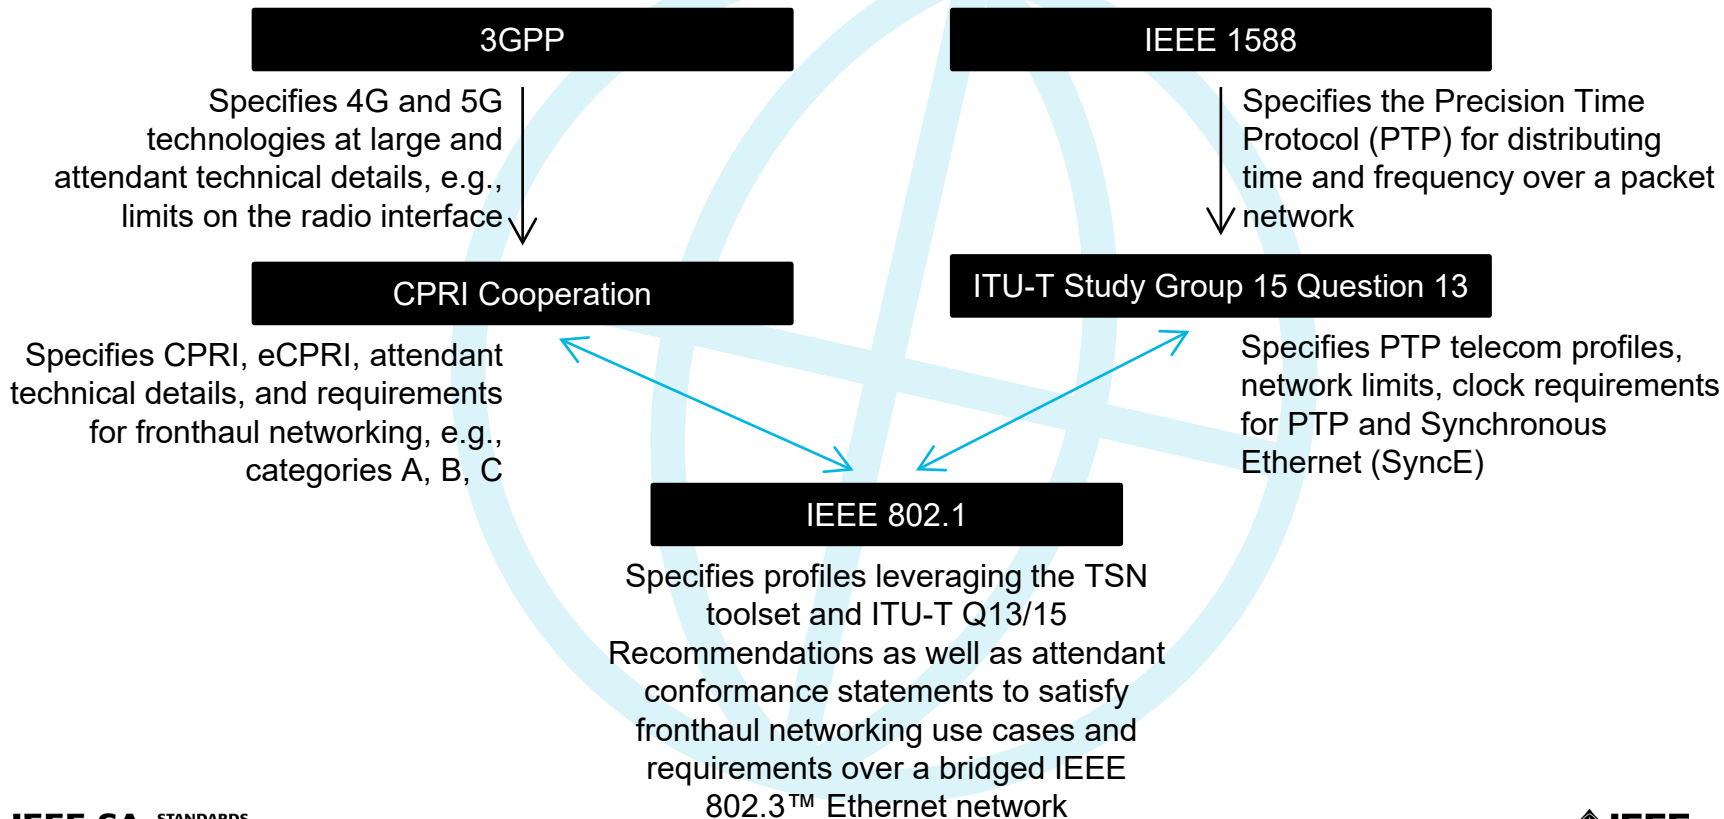 3GPP
Specifies 4G and 5G
technologies at large and
attendant technical details, e.g.,
limits on the radio interface
CPRI Cooperation
Specifies CPRI, eCPRI, attendant
technical details, and requirements
for fronthaul networking, e.g.,
categories A, B, C
IEEE 1588
Specifies the Precision Time
Protocol (PTP) for distributing
time and frequency over a packet
network
ITU-T Study Group 15 Question 13
Specifies PTP telecom profiles,
network limits, clock requirements
for PTP and Synchronous
Ethernet (SyncE)
IEEE 802.1
Specifies profiles leveraging the TSN
toolset and ITU-T Q13/15
Recommendations as well as attendant
conformance statements to satisfy
fronthaul networking use cases and
requirements over a bridged IEEE
802.3™ Ethernet network
IEEE SA STANDARDS
IEEE